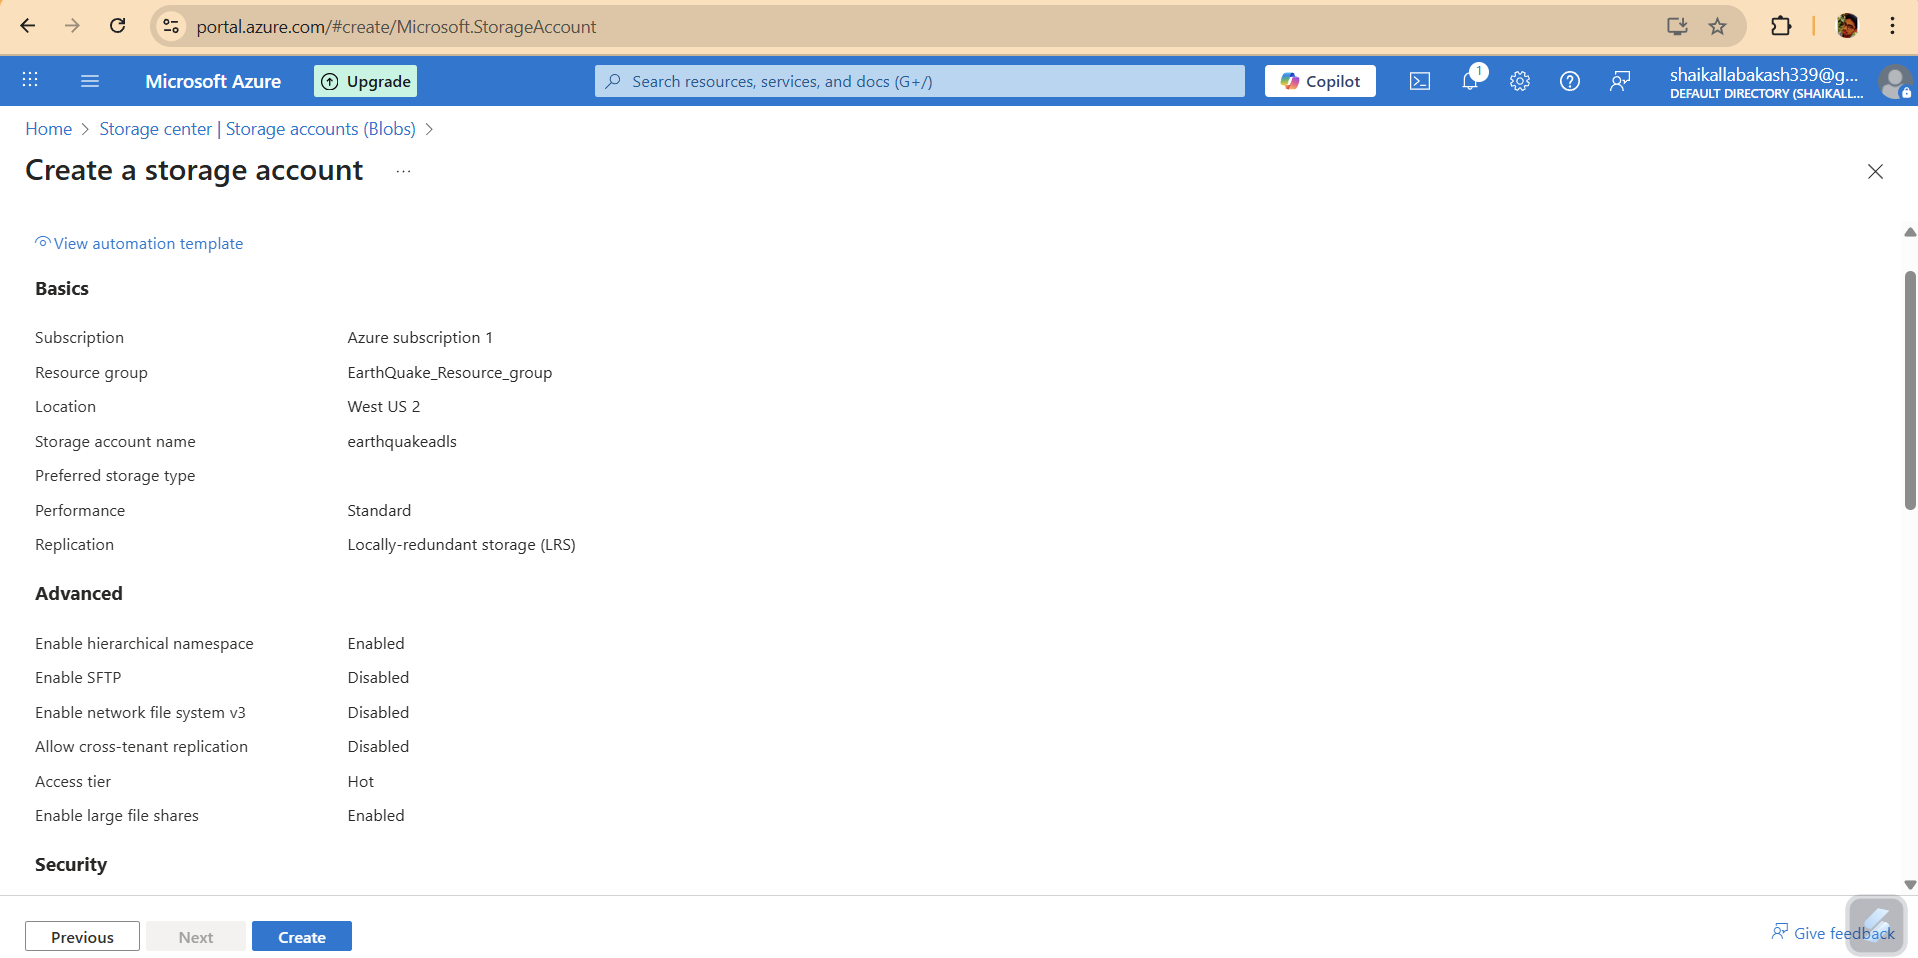 portal.azure.com/#create/Microsoft.StorageAccount
Microsoft Azure
Upgrade
Search resources, services, and docs (G+/)
Copilot
1
shaikallabakash339@g...
DEFAULT DIRECTORY (SHAIKALL...
Home > Storage center | Storage accounts (Blobs) >
Create a storage account ...
View automation template
Basics
Subscription Azure subscription 1
Resource group EarthQuake_Resource_group
Location West US 2
Storage account name earthquakeadls
Preferred storage type
Performance Standard
Replication Locally-redundant storage (LRS)
Advanced
Enable hierarchical namespace Enabled
Enable SFTP Disabled
Enable network file system v3 Disabled
Allow cross-tenant replication Disabled
Access tier Hot
Enable large file shares Enabled
Security
Previous Next Create
Give feedback